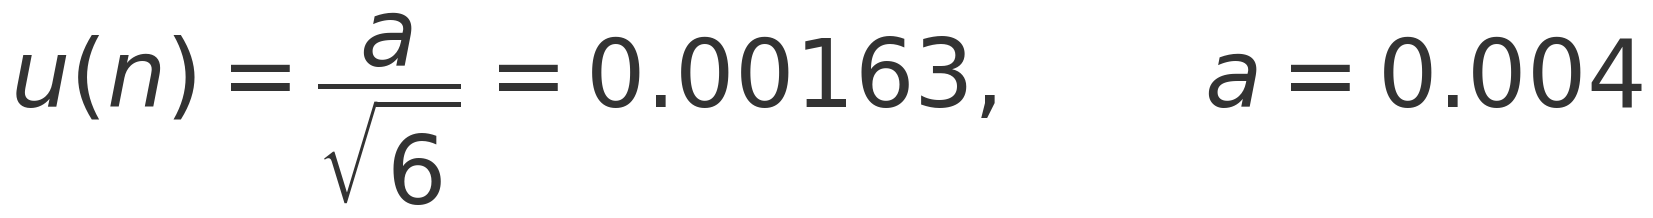 u(n) = a/√6 = 0.00163, a = 0.004